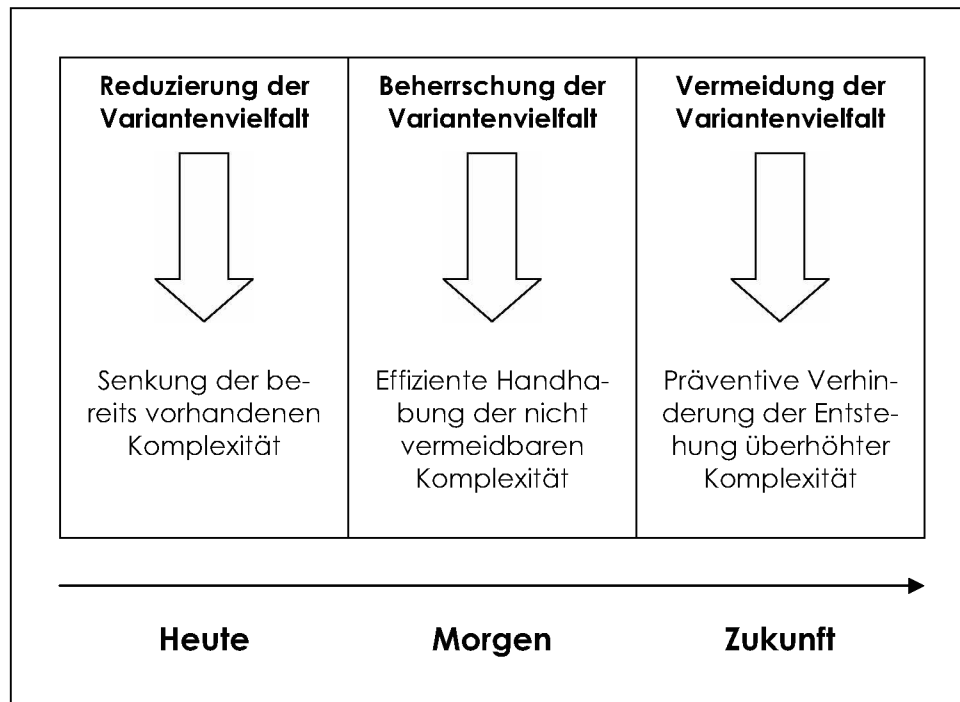 Reduzierung der
Variantenvielfalt
Senkung der be-
reits vorhandenen
Komplexität
Beherrschung der
Variantenvielfalt
Effiziente Handha-
bung der nicht
vermeidbaren
Komplexität
Vermeidung der
Variantenvielfalt
Präventive Verhin-
derung der Entste-
hung überhöhter
Komplexität
Heute
Morgen
Zukunft